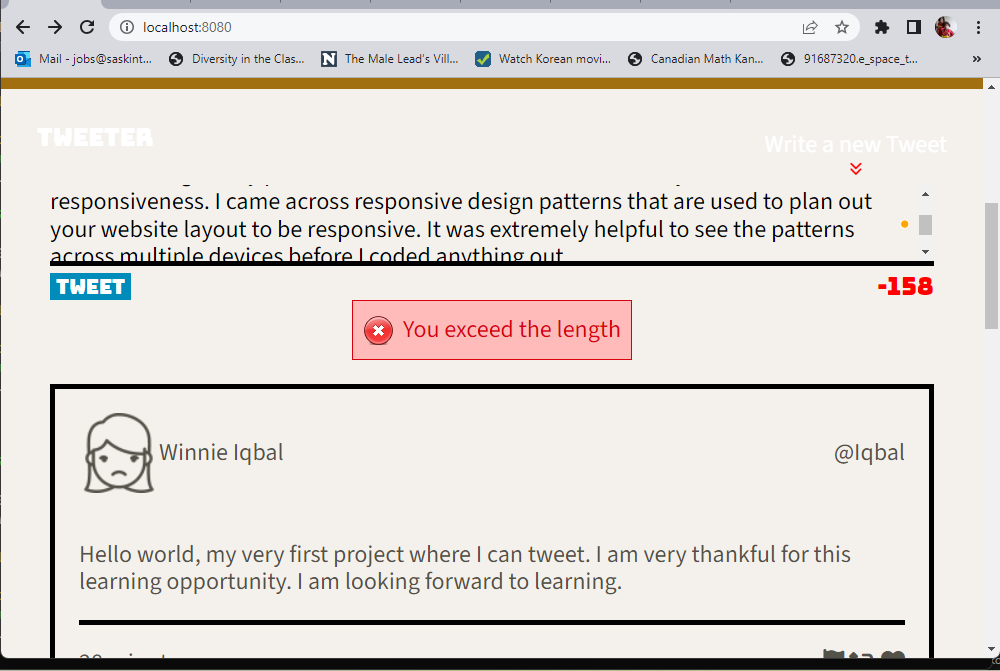 localhost:8080
Mail - jobs@saskint...
Diversity in the Clas...
The Male Lead's Vill...
Watch Korean movi...
Canadian Math Kan...
91687320.e_space_t...
»
TWEETER
Write a new Tweet
responsiveness. I came across responsive design patterns that are used to plan out
your website layout to be responsive. It was extremely helpful to see the patterns
across multiple devices before I coded anything out
TWEET
-158
You exceed the length
Winnie Iqbal
@Iqbal
Hello world, my very first project where I can tweet. I am very thankful for this
learning opportunity. I am looking forward to learning.